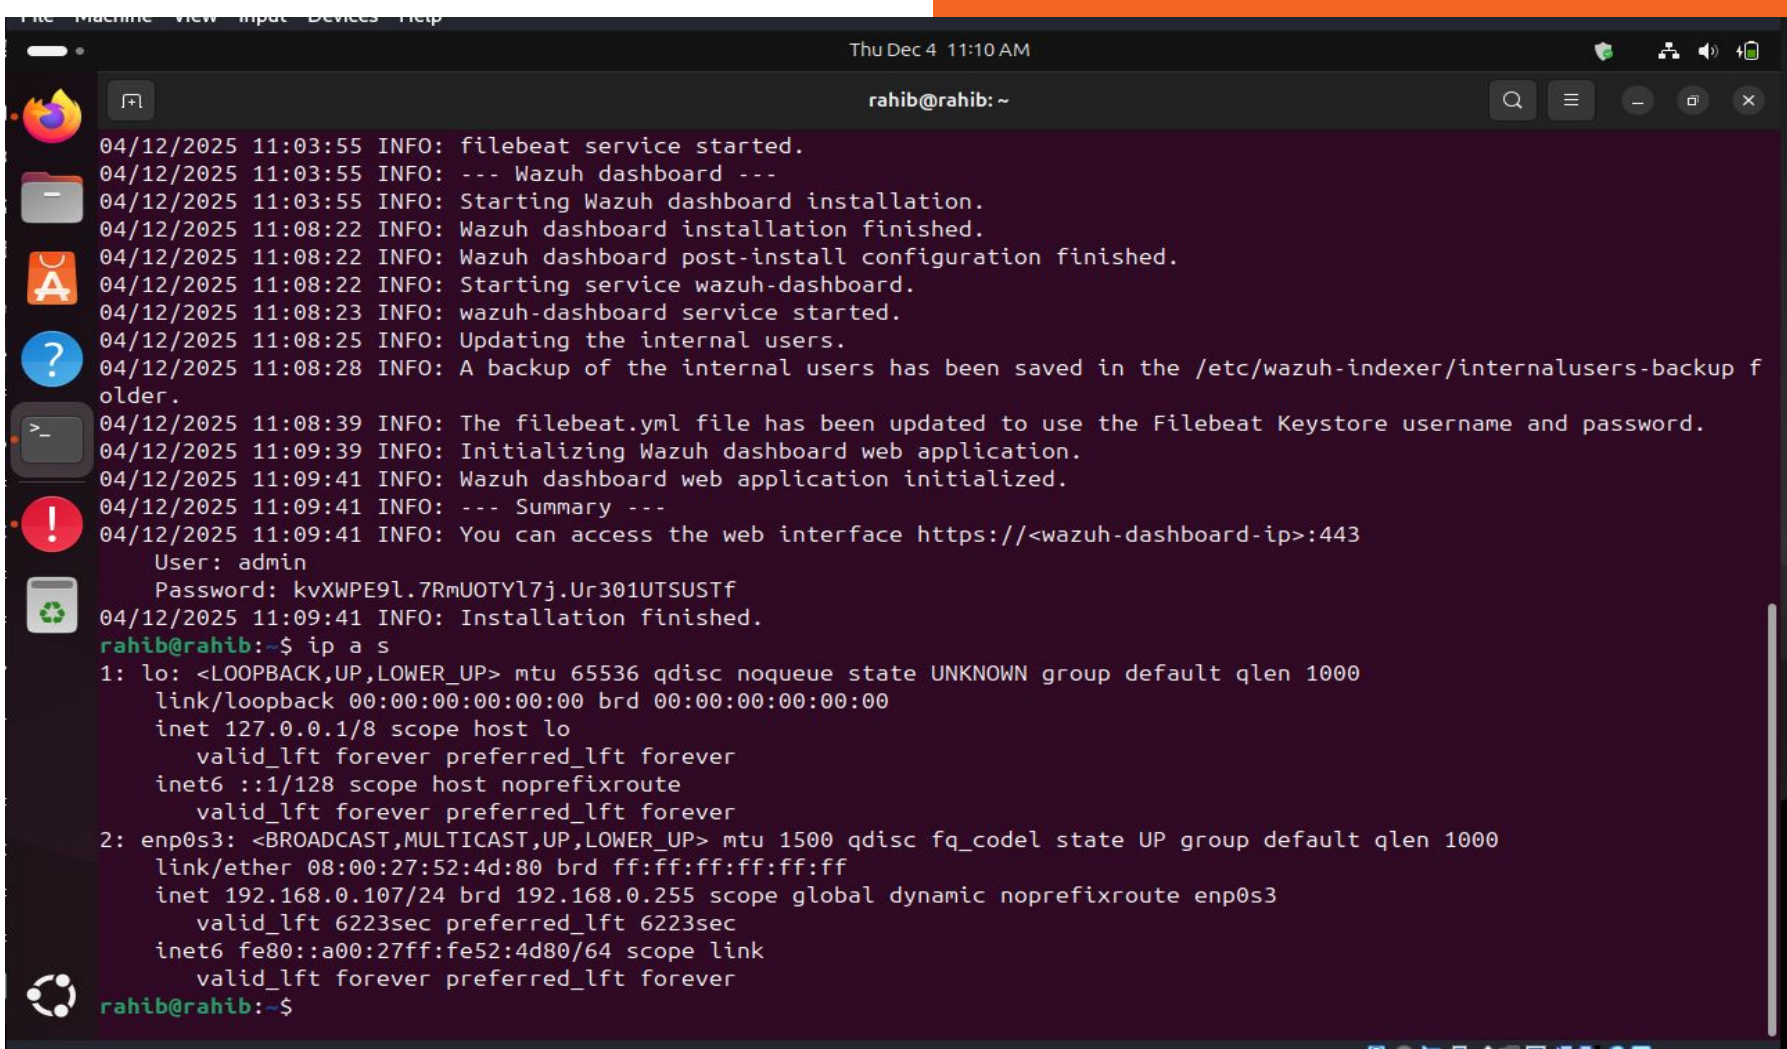 File Machine View Input Devices Help
Thu Dec 4 11:10 AM
rahib@rahib: ~
04/12/2025 11:03:55 INFO: filebeat service started.
04/12/2025 11:03:55 INFO: --- Wazuh dashboard ---
04/12/2025 11:03:55 INFO: Starting Wazuh dashboard installation.
04/12/2025 11:08:22 INFO: Wazuh dashboard installation finished.
04/12/2025 11:08:22 INFO: Wazuh dashboard post-install configuration finished.
04/12/2025 11:08:22 INFO: Starting service wazuh-dashboard.
04/12/2025 11:08:23 INFO: wazuh-dashboard service started.
04/12/2025 11:08:25 INFO: Updating the internal users.
04/12/2025 11:08:28 INFO: A backup of the internal users has been saved in the /etc/wazuh-indexer/internalusers-backup f
older.
04/12/2025 11:08:39 INFO: The filebeat.yml file has been updated to use the Filebeat Keystore username and password.
04/12/2025 11:09:39 INFO: Initializing Wazuh dashboard web application.
04/12/2025 11:09:41 INFO: Wazuh dashboard web application initialized.
04/12/2025 11:09:41 INFO: --- Summary ---
04/12/2025 11:09:41 INFO: You can access the web interface https://<wazuh-dashboard-ip>:443
    User: admin
    Password: kvXWPE9l.7RmUOTYl7j.Ur301UTSUSTf
04/12/2025 11:09:41 INFO: Installation finished.
rahib@rahib:~$ ip a s
1: lo: <LOOPBACK,UP,LOWER_UP> mtu 65536 qdisc noqueue state UNKNOWN group default qlen 1000
    link/loopback 00:00:00:00:00:00 brd 00:00:00:00:00:00
    inet 127.0.0.1/8 scope host lo
       valid_lft forever preferred_lft forever
    inet6 ::1/128 scope host noprefixroute
       valid_lft forever preferred_lft forever
2: enp0s3: <BROADCAST,MULTICAST,UP,LOWER_UP> mtu 1500 qdisc fq_codel state UP group default qlen 1000
    link/ether 08:00:27:52:4d:80 brd ff:ff:ff:ff:ff:ff
    inet 192.168.0.107/24 brd 192.168.0.255 scope global dynamic noprefixroute enp0s3
       valid_lft 6223sec preferred_lft 6223sec
    inet6 fe80::a00:27ff:fe52:4d80/64 scope link
       valid_lft forever preferred_lft forever
rahib@rahib:~$